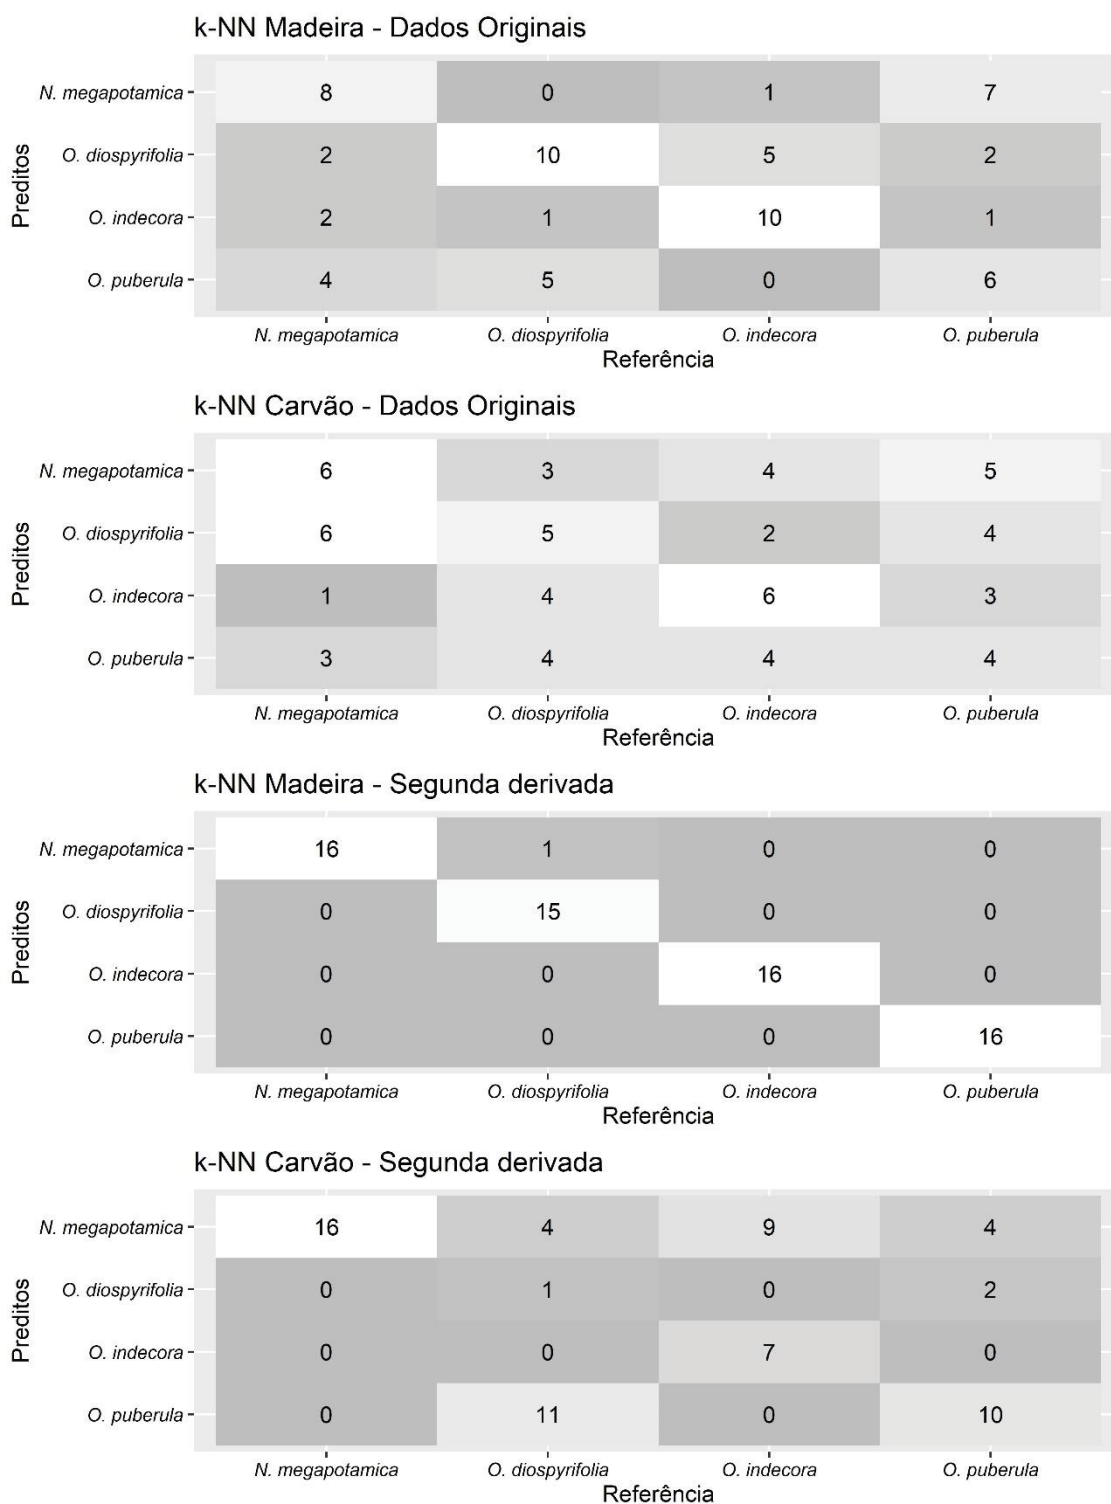 k-NN Madeira - Dados Originais
Preditos
N. megapotamica 8 0 1 7
O. diospyrifolia 2 10 5 2
O. indecora 2 1 10 1
O. puberula 4 5 0 6
N. megapotamica O. diospyrifolia O. indecora O. puberula
Referência
k-NN Carvão - Dados Originais
Preditos
N. megapotamica 6 3 4 5
O. diospyrifolia 6 5 2 4
O. indecora 1 4 6 3
O. puberula 3 4 4 4
N. megapotamica O. diospyrifolia O. indecora O. puberula
Referência
k-NN Madeira - Segunda derivada
Preditos
N. megapotamica 16 1 0 0
O. diospyrifolia 0 15 0 0
O. indecora 0 0 16 0
O. puberula 0 0 0 16
N. megapotamica O. diospyrifolia O. indecora O. puberula
Referência
k-NN Carvão - Segunda derivada
Preditos
N. megapotamica 16 4 9 4
O. diospyrifolia 0 1 0 2
O. indecora 0 0 7 0
O. puberula 0 11 0 10
N. megapotamica O. diospyrifolia O. indecora O. puberula
Referência